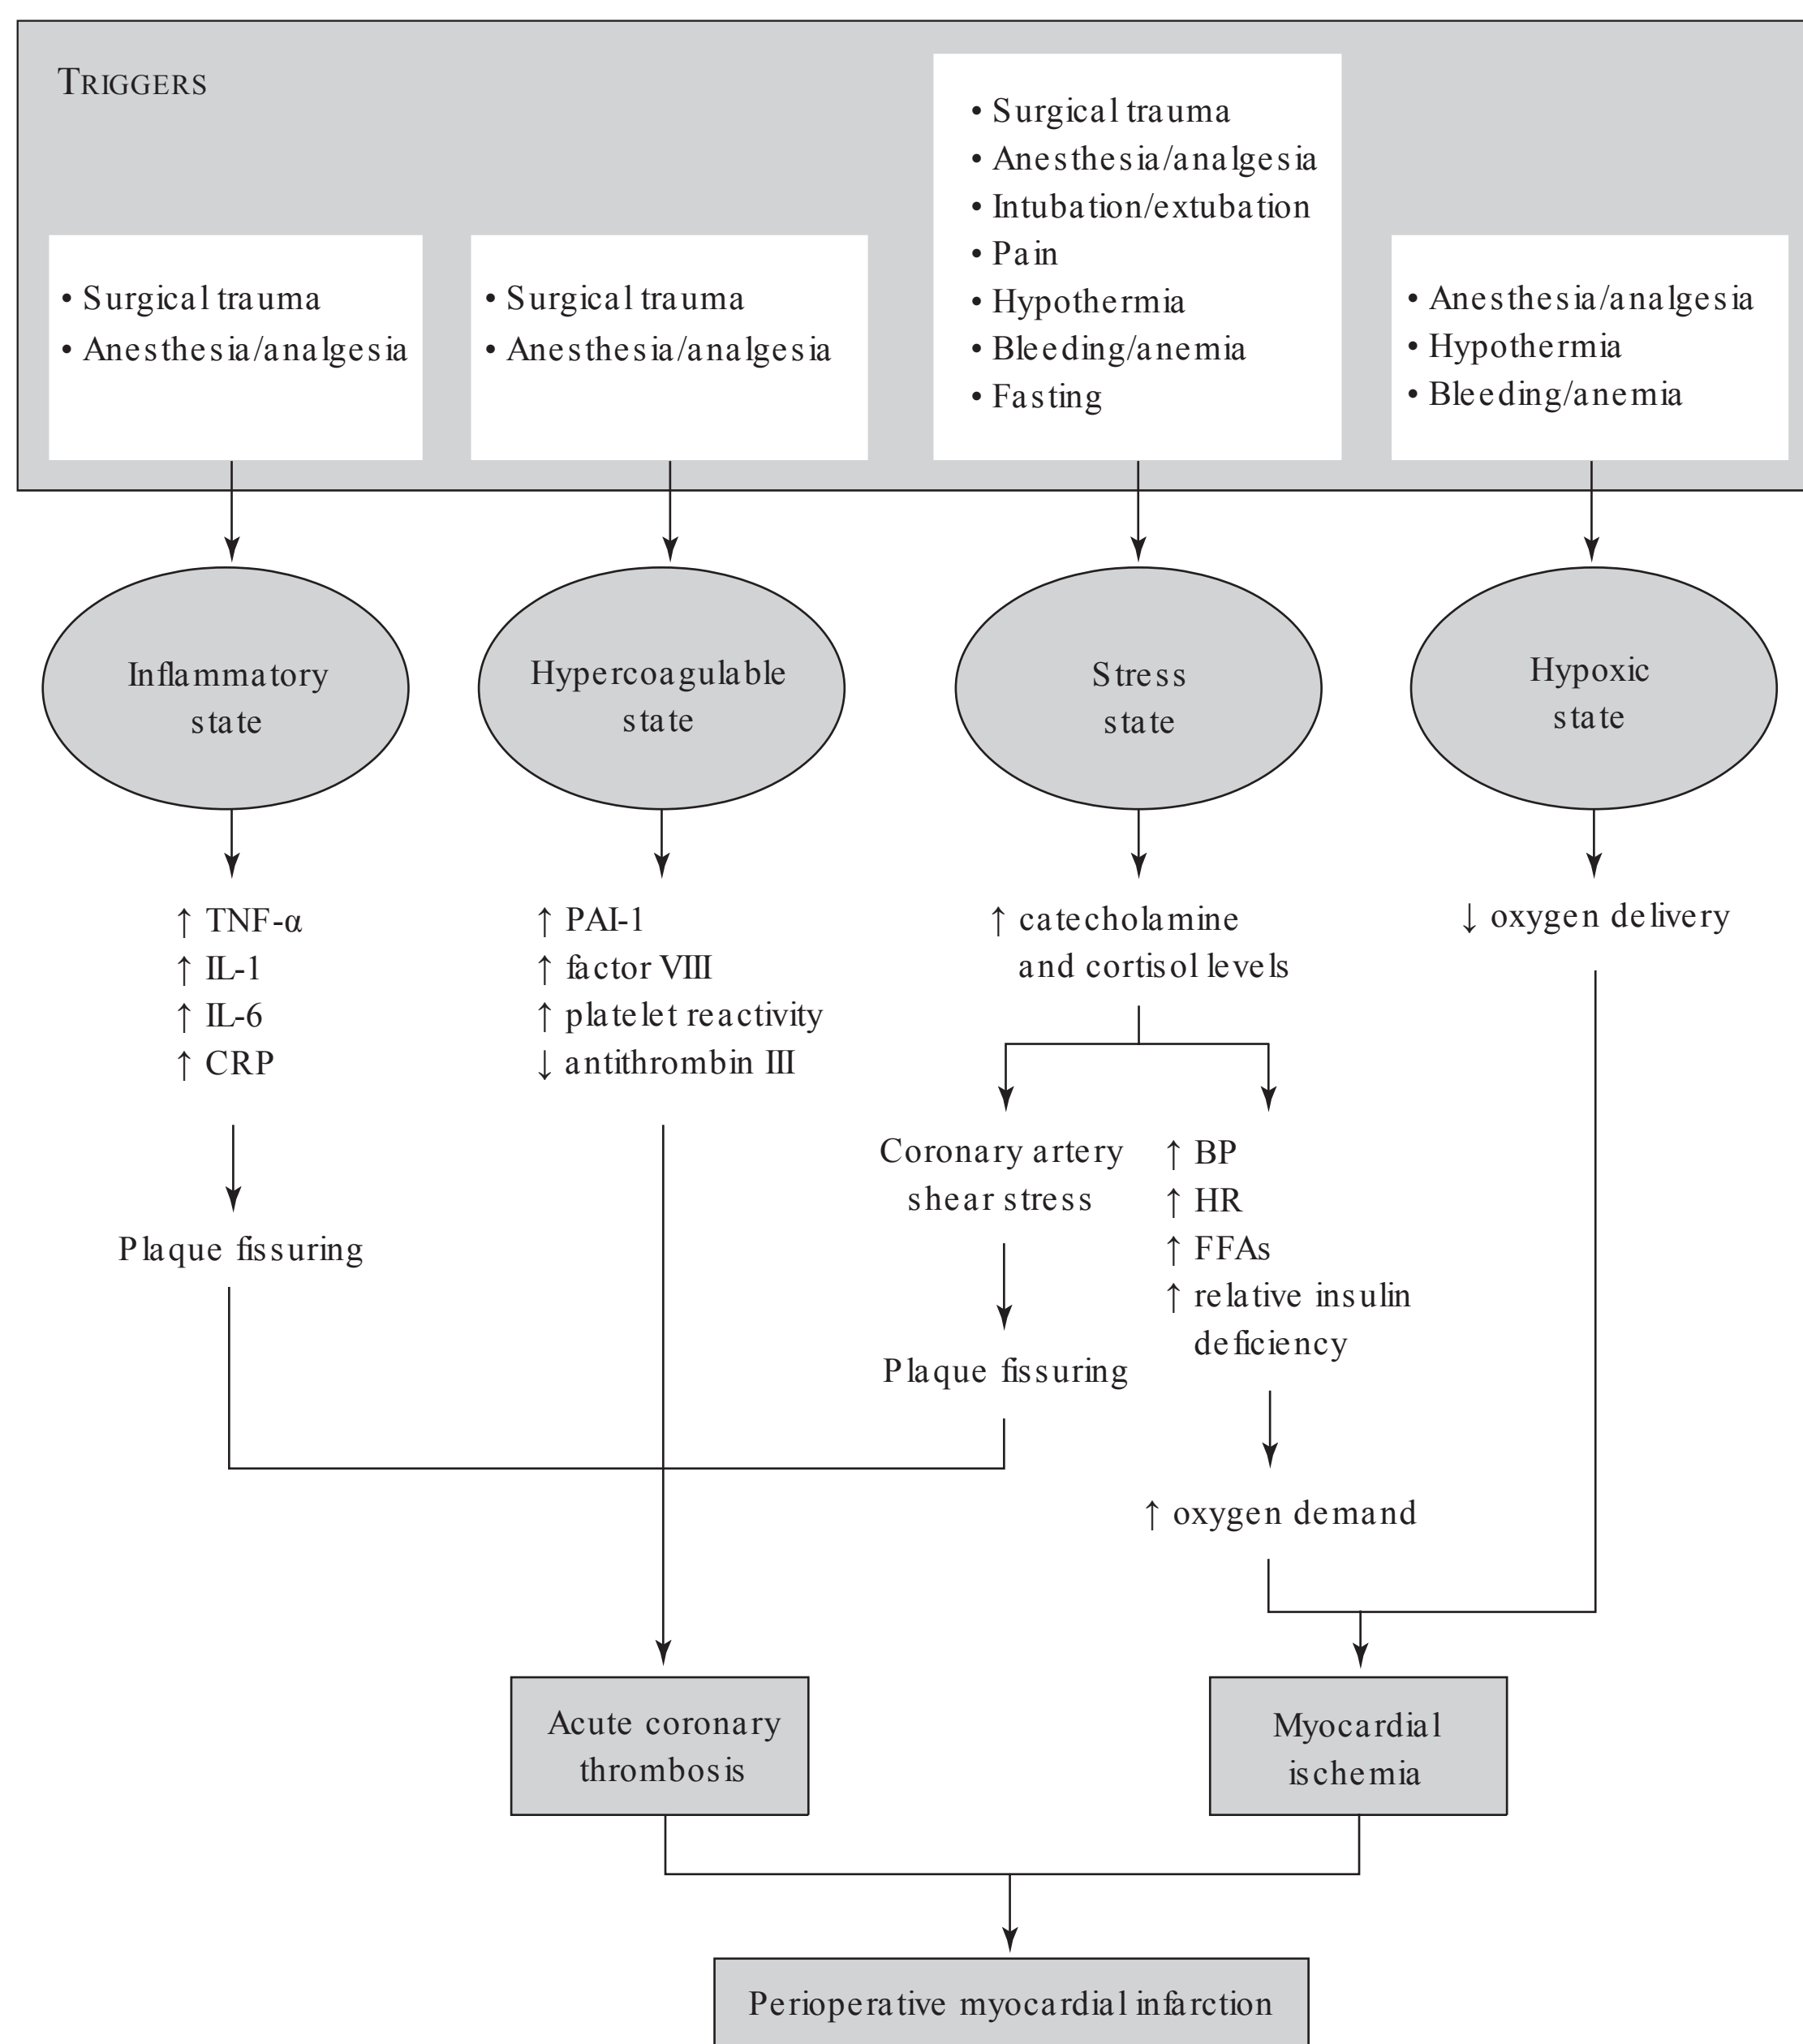 TRIGGERS
• Surgical trauma
• Anesthesia/analgesia
• Surgical trauma
• Anesthesia/analgesia
• Surgical trauma
• Anesthesia/analgesia
• Intubation/extubation
• Pain
• Hypothermia
• Bleeding/anemia
• Fasting
• Anesthesia/analgesia
• Hypothermia
• Bleeding/anemia
Inflammatory
state
Hypercoagulable
state
Stress
state
Hypoxic
state
↑ TNF-α
↑ IL-1
↑ IL-6
↑ CRP
↑ PAI-1
↑ factor VIII
↑ platelet reactivity
↓ antithrombin III
↑ catecholamine
and cortisol levels
↓ oxygen delivery
Plaque fissuring
Coronary artery
shear stress
Plaque fissuring
↑ BP
↑ HR
↑ FFAs
↑ relative insulin
deficiency
↑ oxygen demand
Acute coronary
thrombosis
Myocardial
ischemia
Perioperative myocardial infarction